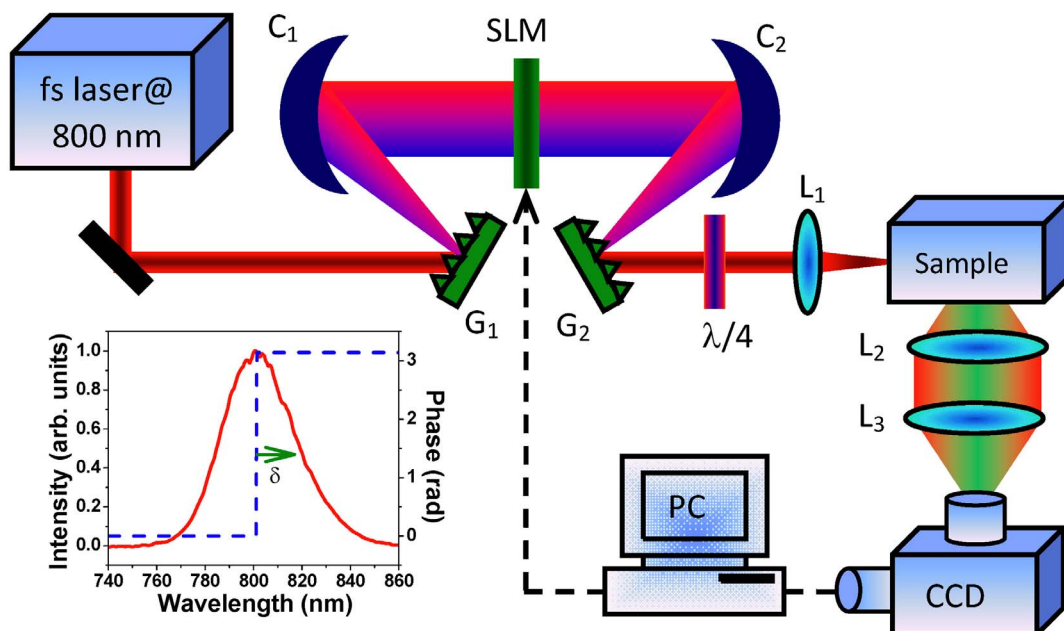 C₁
SLM
C₂
fs laser@
800 nm
L₁
Sample
G₁
G₂
λ/4
L₂
L₃
PC
CCD
Intensity (arb. units)
1.0
0.8
0.6
0.4
0.2
0.0
δ
3
2
1
0
Phase (rad)
740 760 780 800 820 840 860
Wavelength (nm)